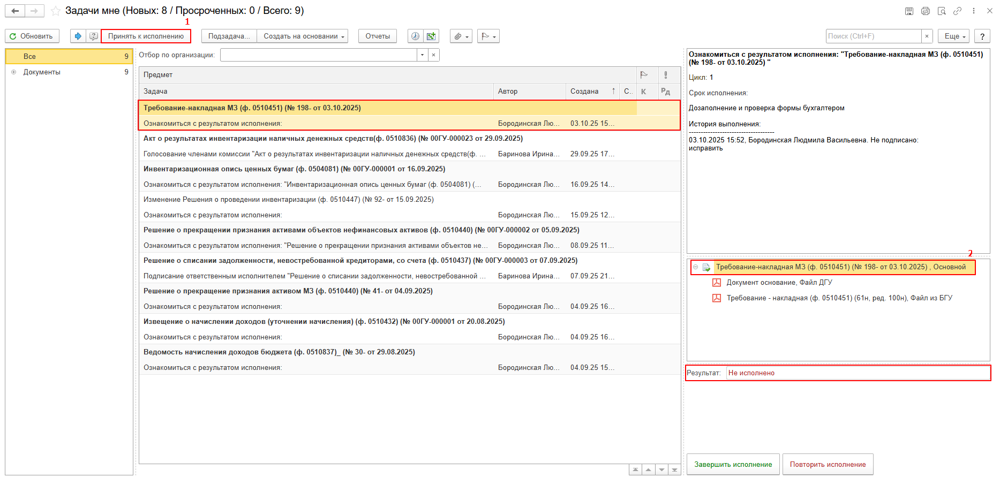 Задачи мне (Новых: 8 / Просроченных: 0 / Всего: 9)
1
Обновить
Принять к исполнению
Подзадача...
Создать на основании
Отчеты
Поиск (Ctrl+F)
×
Еще
?
Все 9
Документы 9
Отбор по организации:
Предмет
Задача Автор Создана ↑ С.. К Рд
Требование-накладная МЗ (ф. 0510451) (№ 198- от 03.10.2025)
Ознакомиться с результатом исполнения: Бородинская Лю... 03.10.25 15...
Акт о результатах инвентаризации наличных денежных средств(ф. 0510836) (№ 00ГУ-000023 от 29.09.2025)
Голосование членами комиссии "Акт о результатах инвентаризации наличных денежных средств(ф. ... Баринова Ирина... 29.09.25 17...
Инвентаризационная опись ценных бумаг (ф. 0504081) (№ 00ГУ-000001 от 16.09.2025)
Ознакомиться с результатом исполнения: "Инвентаризационная опись ценных бумаг (ф. 0504081) (... Бородинская Лю... 16.09.25 14...
Изменение Решения о проведении инвентаризации (ф. 0510447) (№ 92- от 15.09.2025)
Ознакомиться с результатом исполнения: Бородинская Лю... 15.09.25 12...
Решение о прекращении признания активами объектов нефинансовых активов (ф. 0510440) (№ 00ГУ-000002 от 05.09.2025)
Ознакомиться с результатом исполнения: "Решение о прекращении признания активами объектов не... Бородинская Лю... 08.09.25 11...
Решение о списании задолженности, невостребованной кредиторами, со счета (ф. 0510437) (№ 00ГУ-000003 от 07.09.2025)
Подписание ответственным исполнителем "Решение о списании задолженности, невостребованной ... Баринова Ирина... 07.09.25 21...
Решение о прекращение признания активом МЗ (ф. 0510440) (№ 41- от 04.09.2025)
Ознакомиться с результатом исполнения: Бородинская Лю... 04.09.25 16...
Извещение о начислении доходов (уточнении начисления) (ф. 0510432) (№ 00ГУ-000001 от 20.08.2025)
Ознакомиться с результатом исполнения: Бородинская Лю... 04.09.25 16...
Ведомость начисления доходов бюджета (ф. 0510837)_ (№ 30- от 29.08.2025)
Ознакомиться с результатом исполнения: Бородинская Лю... 04.09.25 15...
Ознакомиться с результатом исполнения: "Требование-накладная МЗ (ф. 0510451)
(№ 198- от 03.10.2025) "
Цикл: 1
Срок исполнения:
Дозаполнение и проверка формы бухгалтером
История выполнения:
------------------------------------
03.10.2025 15:52, Бородинская Людмила Васильевна. Не подписано:
исправить
2
Требование-накладная МЗ (ф. 0510451) (№ 198- от 03.10.2025) , Основной
Документ основание, Файл ДГУ
Требование - накладная (ф. 0510451) (61н, ред. 100н), Файл из БГУ
Результат: Не исполнено
Завершить исполнение
Повторить исполнение